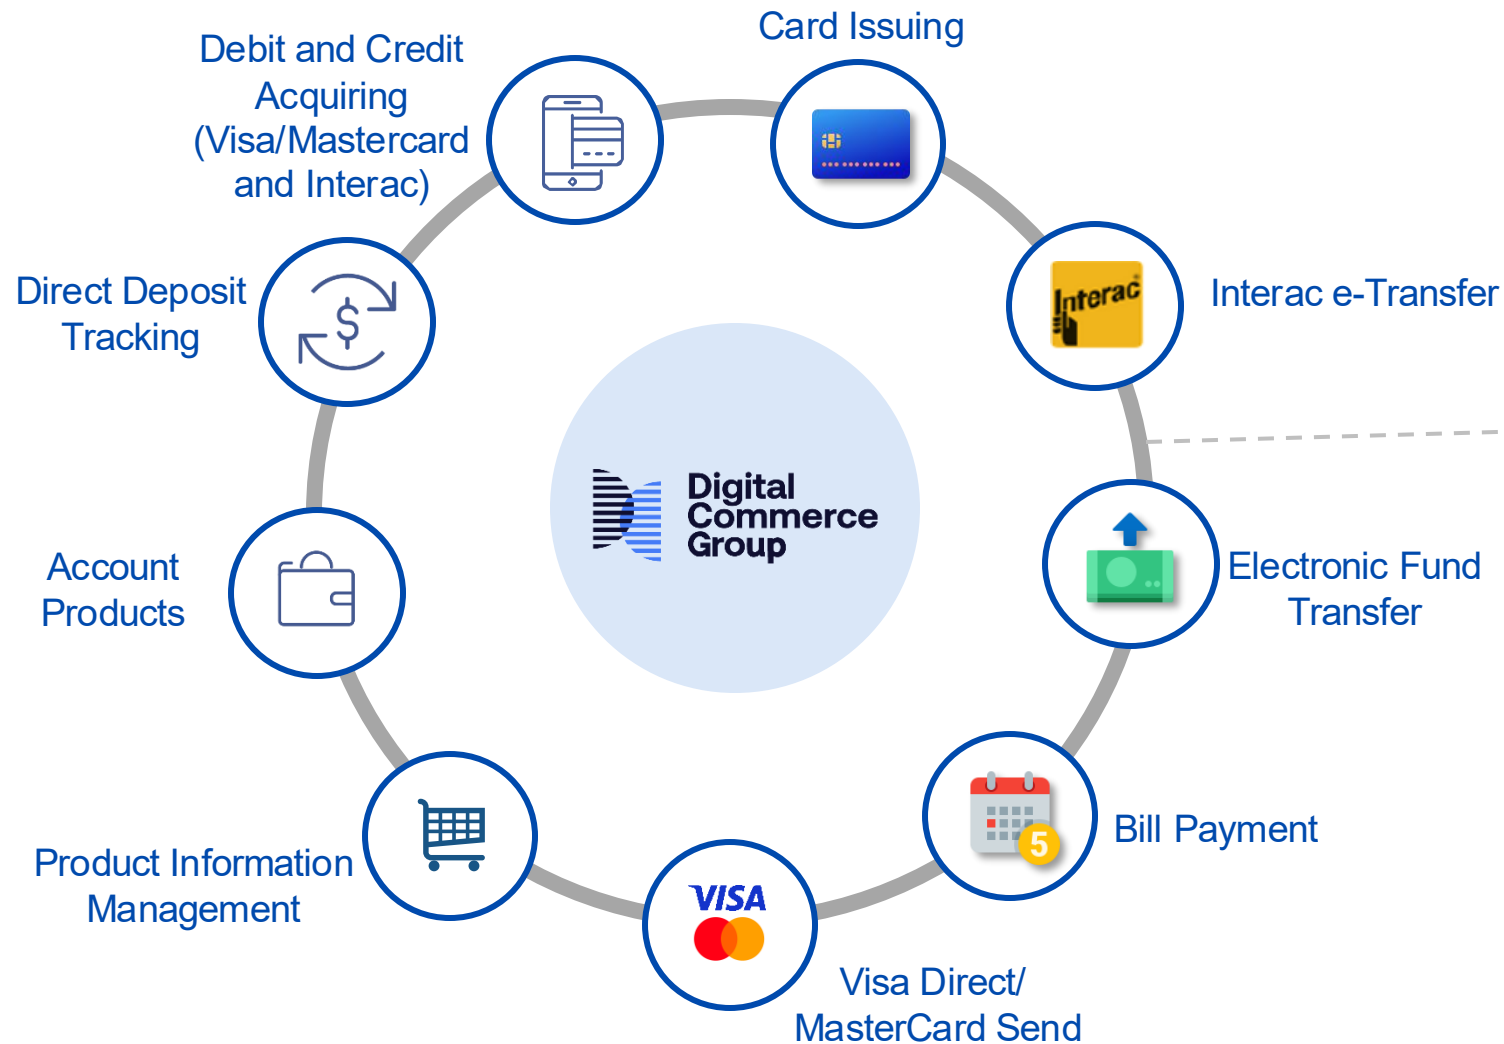 Card Issuing
Debit and Credit
Acquiring
(Visa/Mastercard
and Interac)
Interac
Interac e-Transfer
Direct Deposit
Tracking
$
Digital
Commerce
Group
Electronic Fund
Transfer
Account
Products
5
Bill Payment
Product Information
Management
VISA
Visa Direct/
MasterCard Send